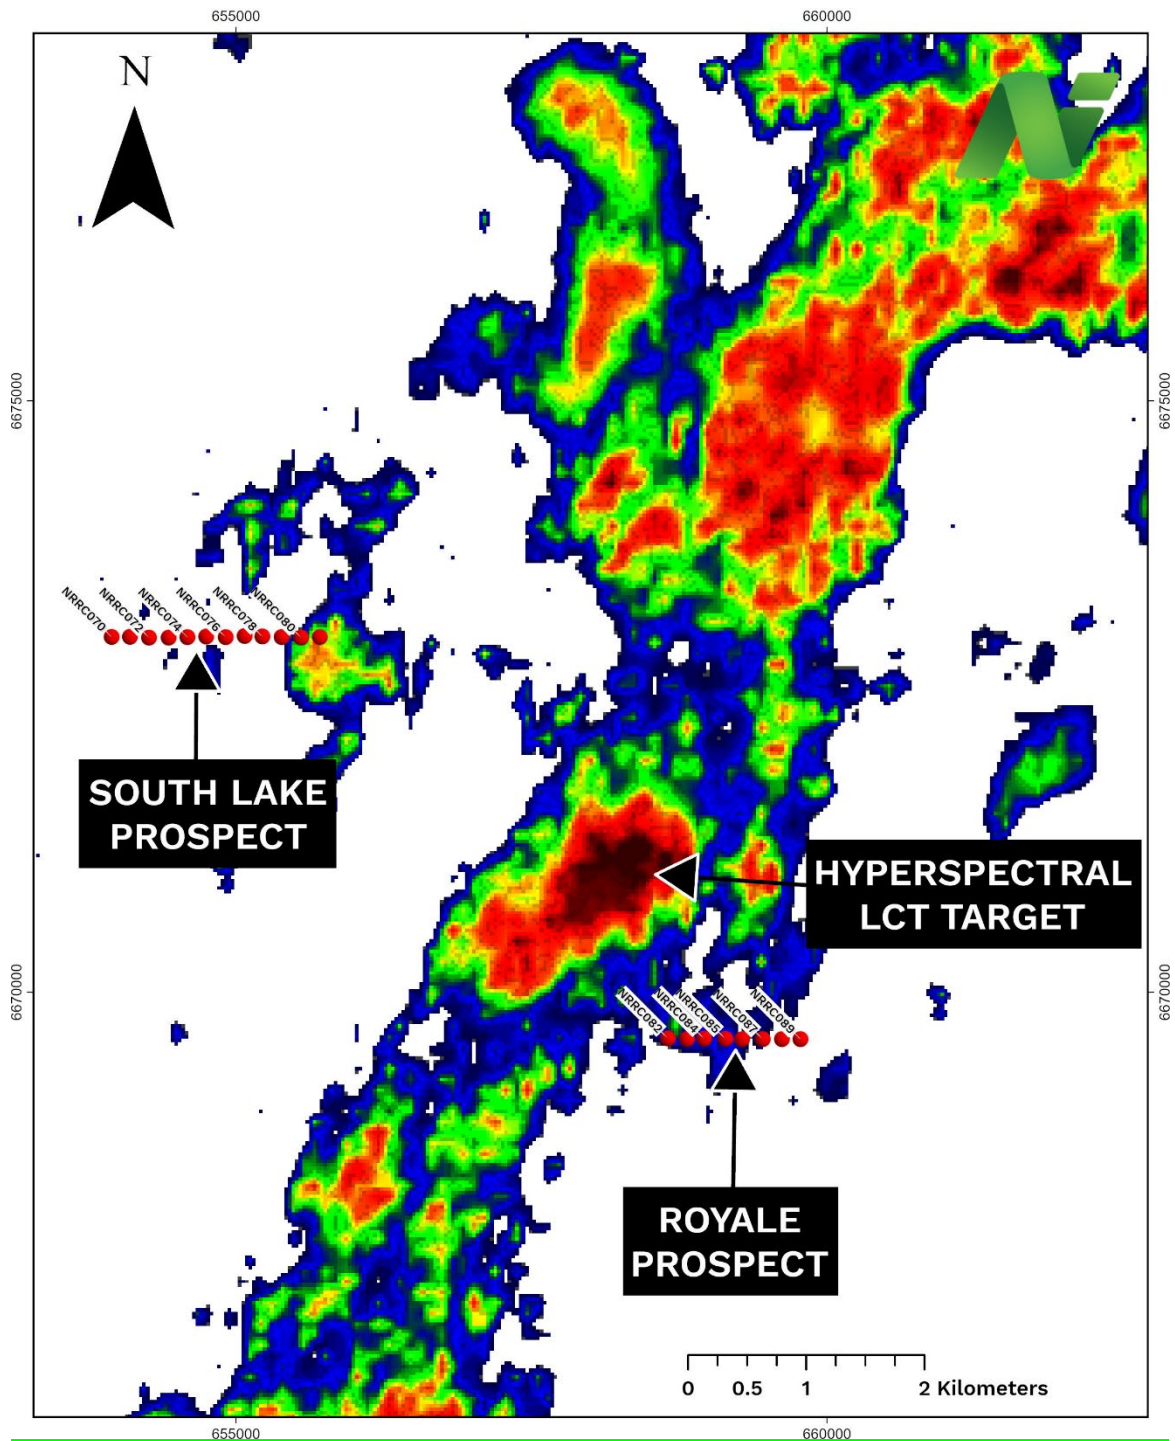 655000
660000
N
6675000
6675000
NRRC070
NRRC072
NRRC074
NRRC076
NRRC078
NRRC080
SOUTH LAKE
PROSPECT
HYPERSPECTRAL
LCT TARGET
6670000
6670000
NRRC082
NRRC084
NRRC085
NRRC087
NRRC089
ROYALE
PROSPECT
0
0.5
1
2 Kilometers
655000
660000